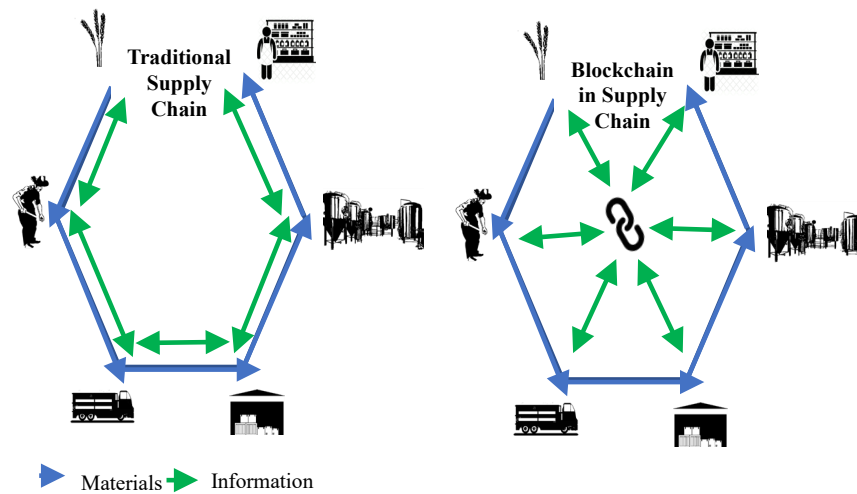 Traditional
Supply
Chain
Blockchain
in Supply
Chain
Materials
Information